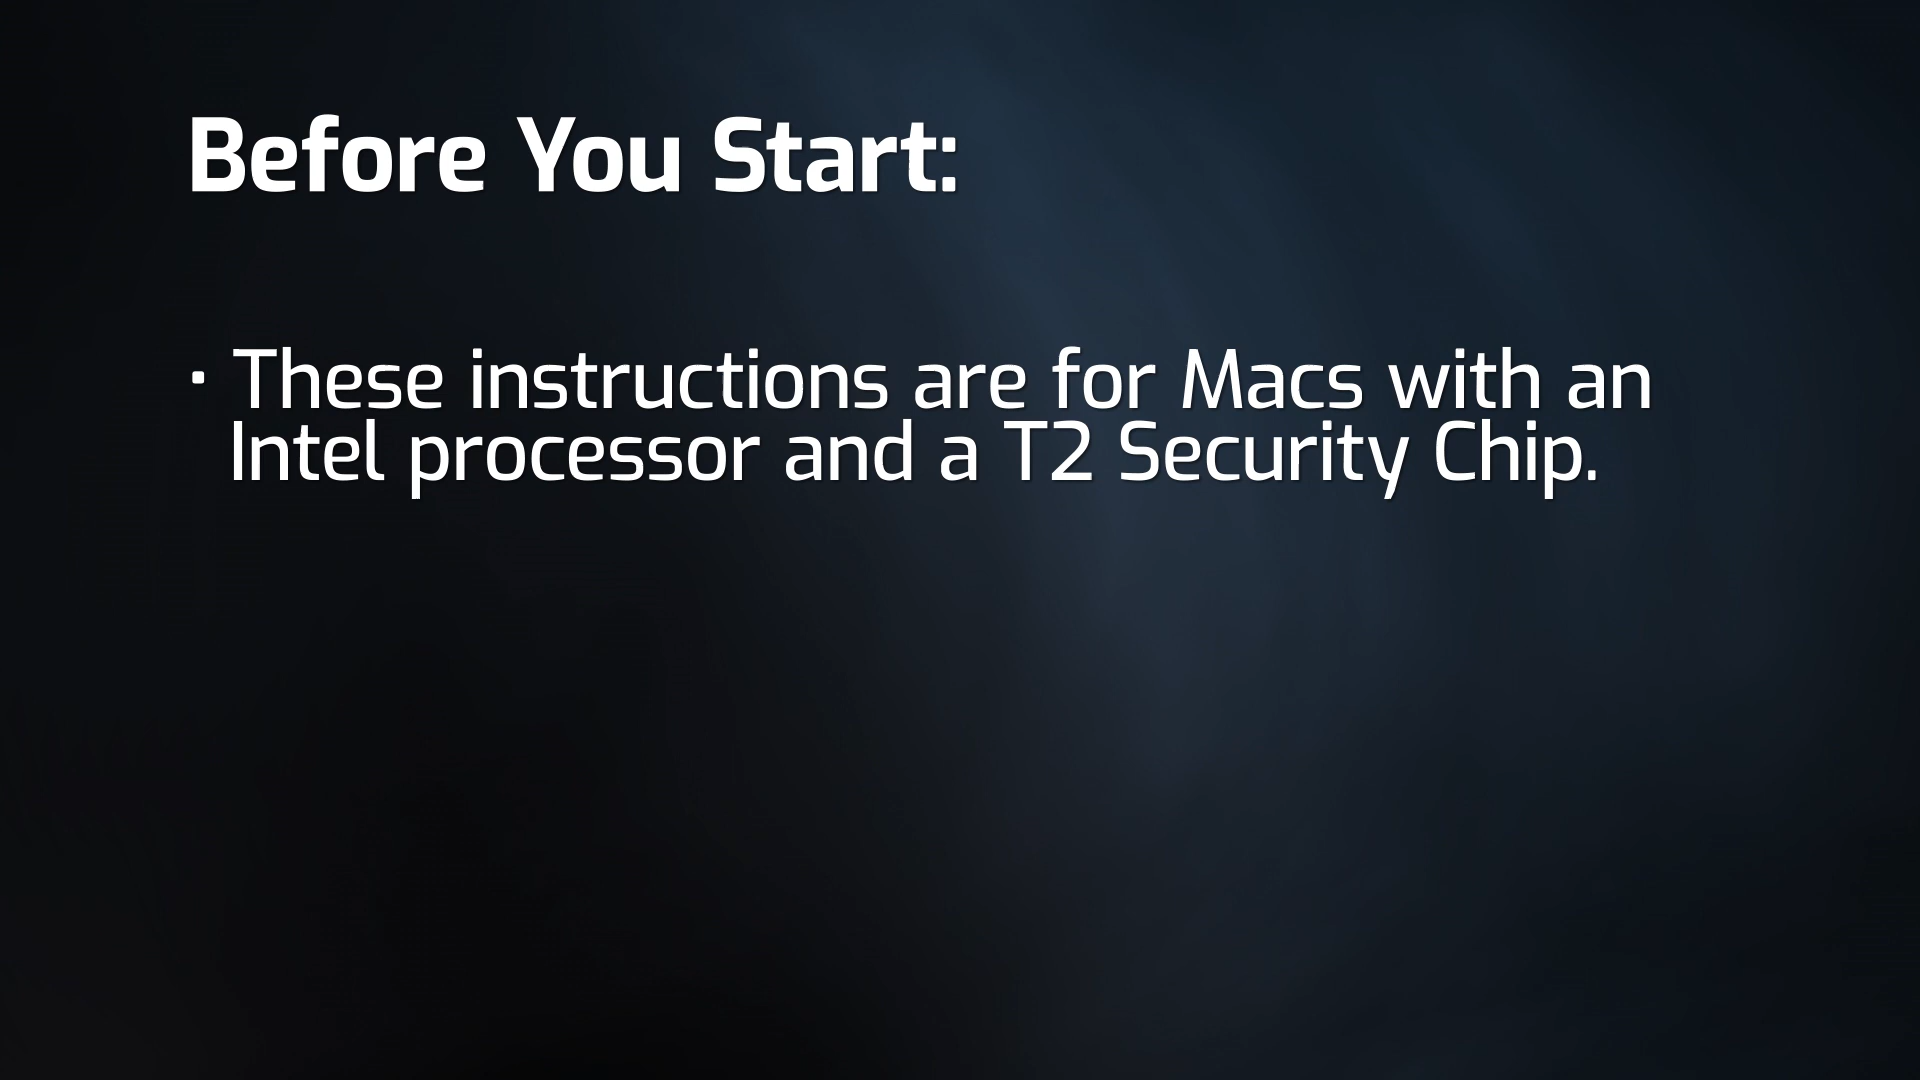 Before You Start:
· These instructions are for Macs with an
Intel processor and a T2 Security Chip.